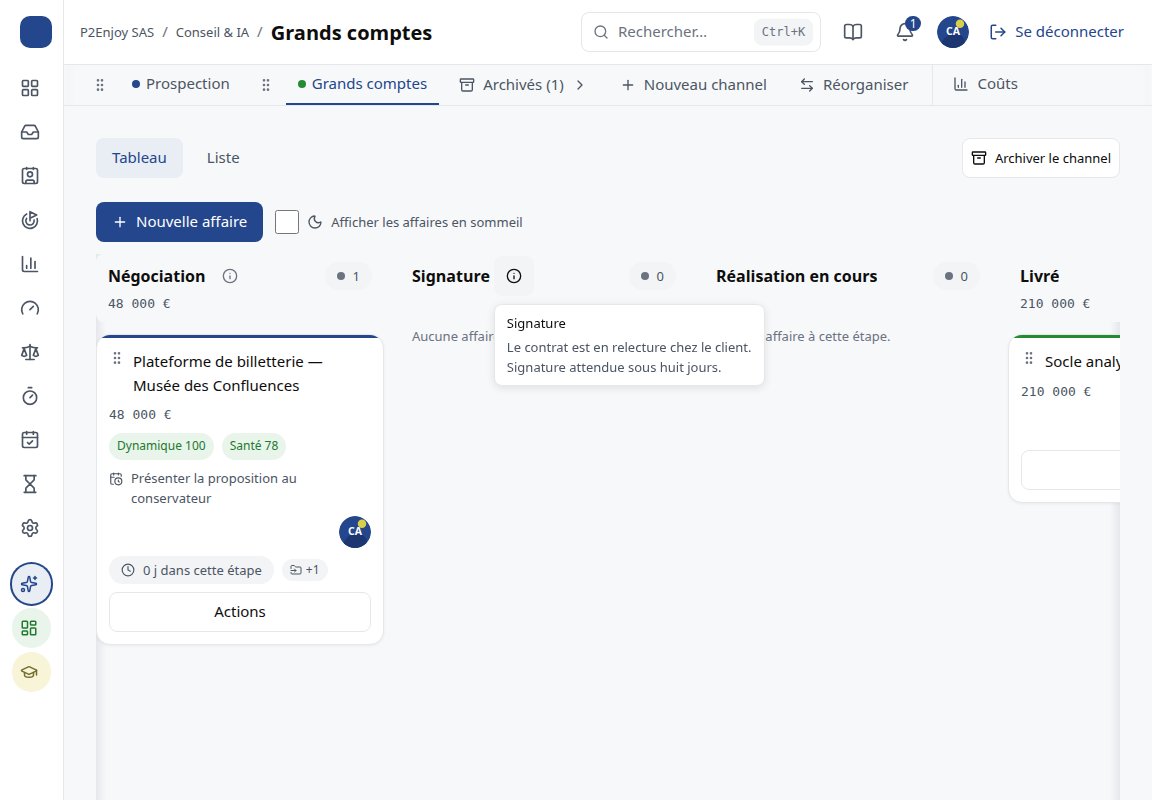 P2Enjoy SAS / Conseil & IA / Grands comptes
Rechercher... Ctrl+K
1
CA
Se déconnecter
Prospection
Grands comptes
Archivés (1)
Nouveau channel
Réorganiser
Coûts
Tableau
Liste
Archiver le channel
Nouvelle affaire
Afficher les affaires en sommeil
Négociation
1
48 000 €
Signature
0
Réalisation en cours
0
Livré
210 000 €
Signature
Le contrat est en relecture chez le client.
Signature attendue sous huit jours.
Aucune affair
affaire à cette étape.
Plateforme de billetterie —
Musée des Confluences
48 000 €
Dynamique 100
Santé 78
Présenter la proposition au
conservateur
CA
0 j dans cette étape
+1
Actions
Socle analy
210 000 €